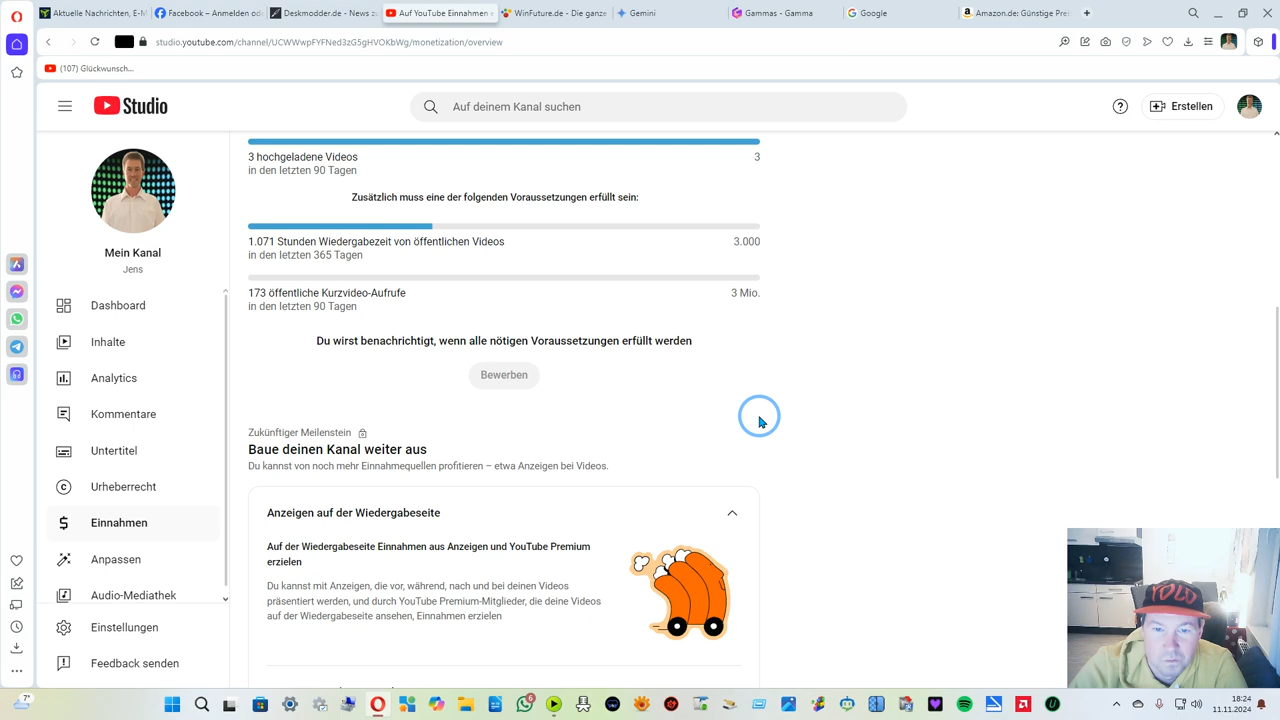 Aktuelle Nachrichten, E-M
Facebook – Anmelden ode
Deskmodder.de - News zu
Auf YouTube Einnahmen e
WinFuture.de - Die ganze
Gemini
Gamma - Gamma
Google
Amazon.de: Günstige Prei
studio.youtube.com/channel/UCWWwpFYFNed3zG5gHVOKbWg/monetization/overview
(107) Glückwunsch...
Studio
Auf deinem Kanal suchen
Erstellen
Mein Kanal
Jens
Dashboard
Inhalte
Analytics
Kommentare
Untertitel
Urheberrecht
Einnahmen
Anpassen
Audio-Mediathek
Einstellungen
Feedback senden
3 hochgeladene Videos 3
in den letzten 90 Tagen
Zusätzlich muss eine der folgenden Voraussetzungen erfüllt sein:
1.071 Stunden Wiedergabezeit von öffentlichen Videos 3.000
in den letzten 365 Tagen
173 öffentliche Kurzvideo-Aufrufe 3 Mio.
in den letzten 90 Tagen
Du wirst benachrichtigt, wenn alle nötigen Voraussetzungen erfüllt werden
Bewerben
Zukünftiger Meilenstein
Baue deinen Kanal weiter aus
Du kannst von noch mehr Einnahmequellen profitieren – etwa Anzeigen bei Videos.
Anzeigen auf der Wiedergabeseite
Auf der Wiedergabeseite Einnahmen aus Anzeigen und YouTube Premium
erzielen
Du kannst mit Anzeigen, die vor, während, nach und bei deinen Videos
präsentiert werden, und durch YouTube Premium-Mitglieder, die deine Videos
auf der Wiedergabeseite ansehen, Einnahmen erzielen
7°
6
18:24
11.11.2024